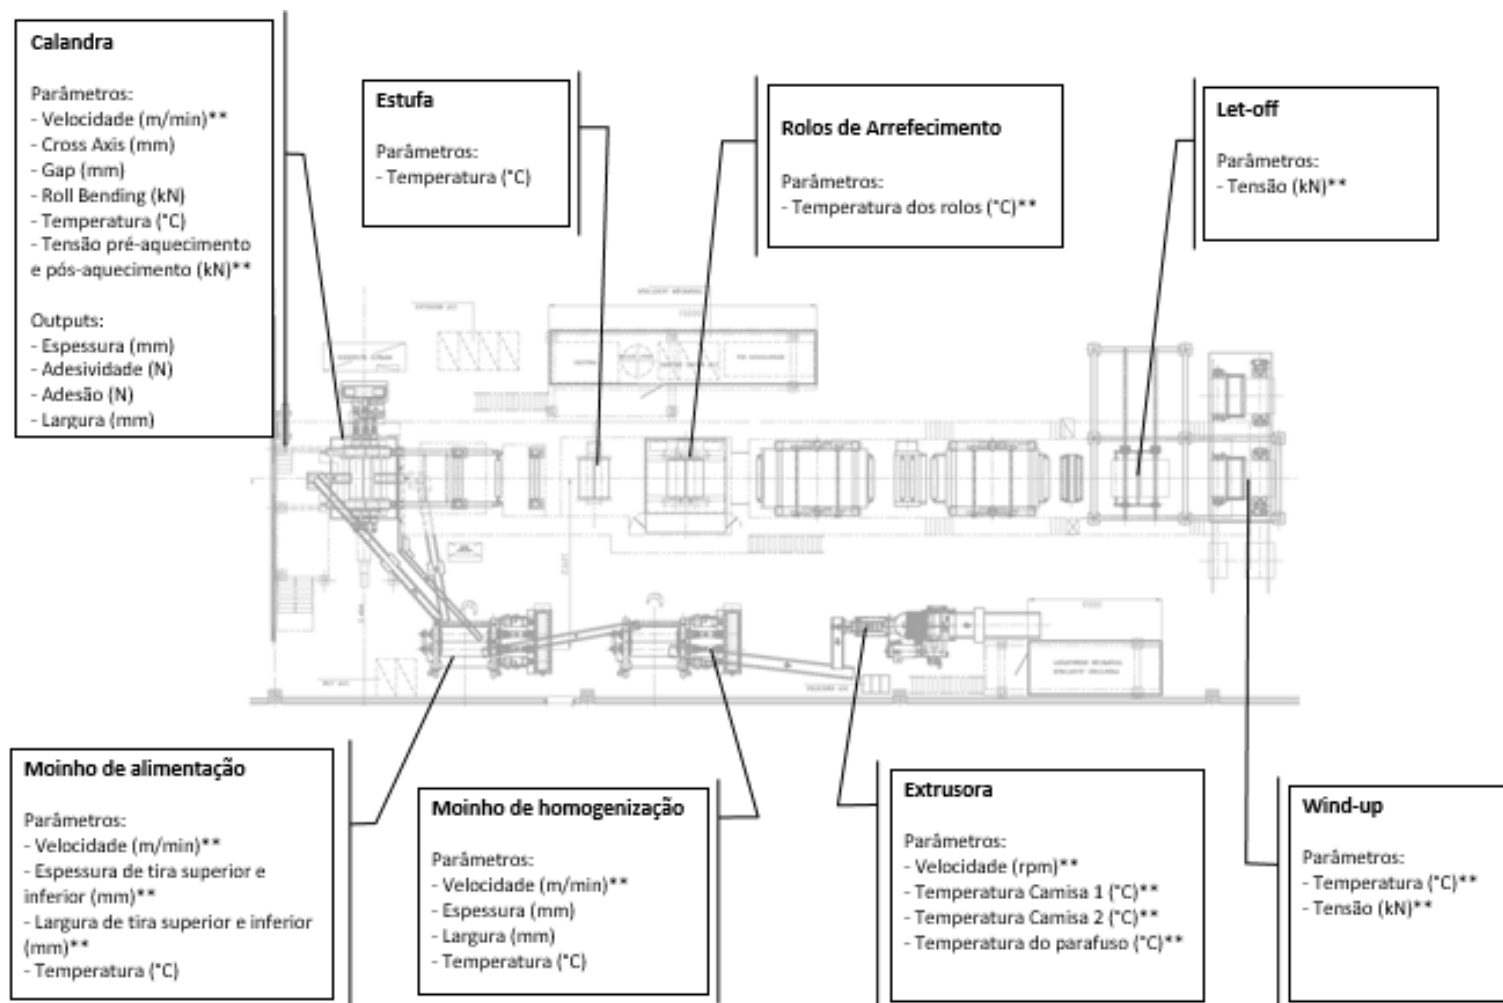 Calandra
Parâmetros:
- Velocidade (m/min)**
- Cross Axis (mm)
- Gap (mm)
- Roll Bending (kN)
- Temperatura (°C)
- Tensão pré-aquecimento
e pós-aquecimento (kN)**
Outputs:
- Espessura (mm)
- Adesividade (N)
- Adesão (N)
- Largura (mm)
Estufa
Parâmetros:
- Temperatura (°C)
Rolos de Arrefecimento
Parâmetros:
- Temperatura dos rolos (°C)**
Let-off
Parâmetros:
- Tensão (kN)**
Moinho de alimentação
Parâmetros:
- Velocidade (m/min)**
- Espessura de tira superior e
inferior (mm)**
- Largura de tira superior e inferior
(mm)**
- Temperatura (°C)
Moinho de homogenização
Parâmetros:
- Velocidade (m/min)**
- Espessura (mm)
- Largura (mm)
- Temperatura (°C)
Extrusora
Parâmetros:
- Velocidade (rpm)**
- Temperatura Camisa 1 (°C)**
- Temperatura Camisa 2 (°C)**
- Temperatura do parafuso (°C)**
Wind-up
Parâmetros:
- Temperatura (°C)**
- Tensão (kN)**